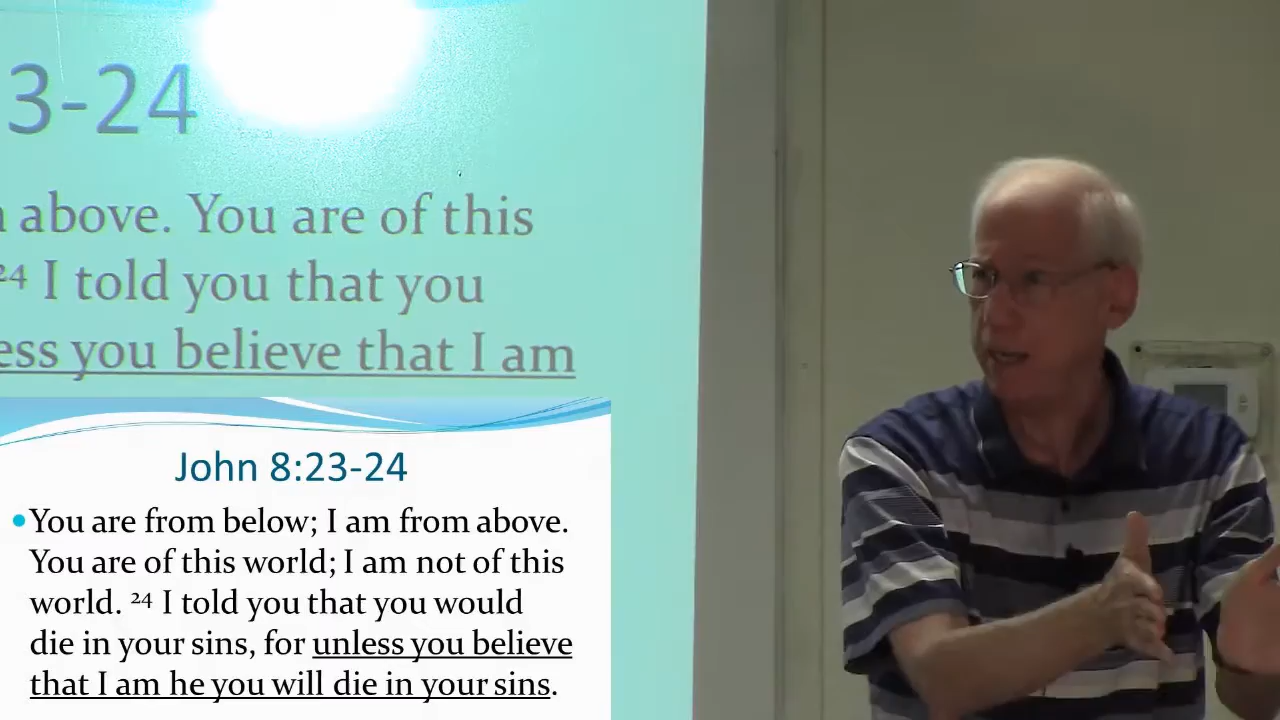 3-24
above. You are of this
24 I told you that you
ess you believe that I am
John 8:23-24
• You are from below; I am from above.
You are of this world; I am not of this
world. 24 I told you that you would
die in your sins, for unless you believe
that I am he you will die in your sins.